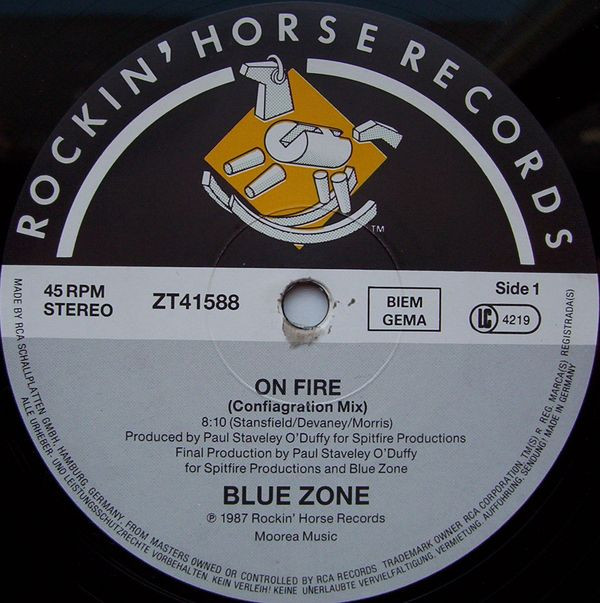 ROCKIN' HORSE RECORDS
TM
45 RPM
STEREO
ZT41588
BIEM
GEMA
Side 1
LC 4219
ON FIRE
(Confiagration Mix)
8:10 (Stansfield/Devaney/Morris)
Produced by Paul Staveley O'Duffy for Spitfire Productions
Final Production by Paul Staveley O'Duffy
for Spitfire Productions and Blue Zone
BLUE ZONE
℗ 1987 Rockin' Horse Records
Moorea Music
MADE BY RCA SCHALLPLATTEN GMBH, HAMBURG, GERMANY, FROM MASTERS OWNED OR CONTROLLED BY RCA RECORDS TRADEMARK OWNER RCA CORPORATION, TM(S) R REG. MARCA(S) REGISTRADA(S)
ALLE URHEBER- UND LEISTUNGSSCHUTZRECHTE VORBEHALTEN KEIN VERLEIH! KEINE UNERLAUBTE VERVIELFÄLTIGUNG, VERMIETUNG, AUFFÜHRUNG, SENDUNG! MADE IN GERMANY